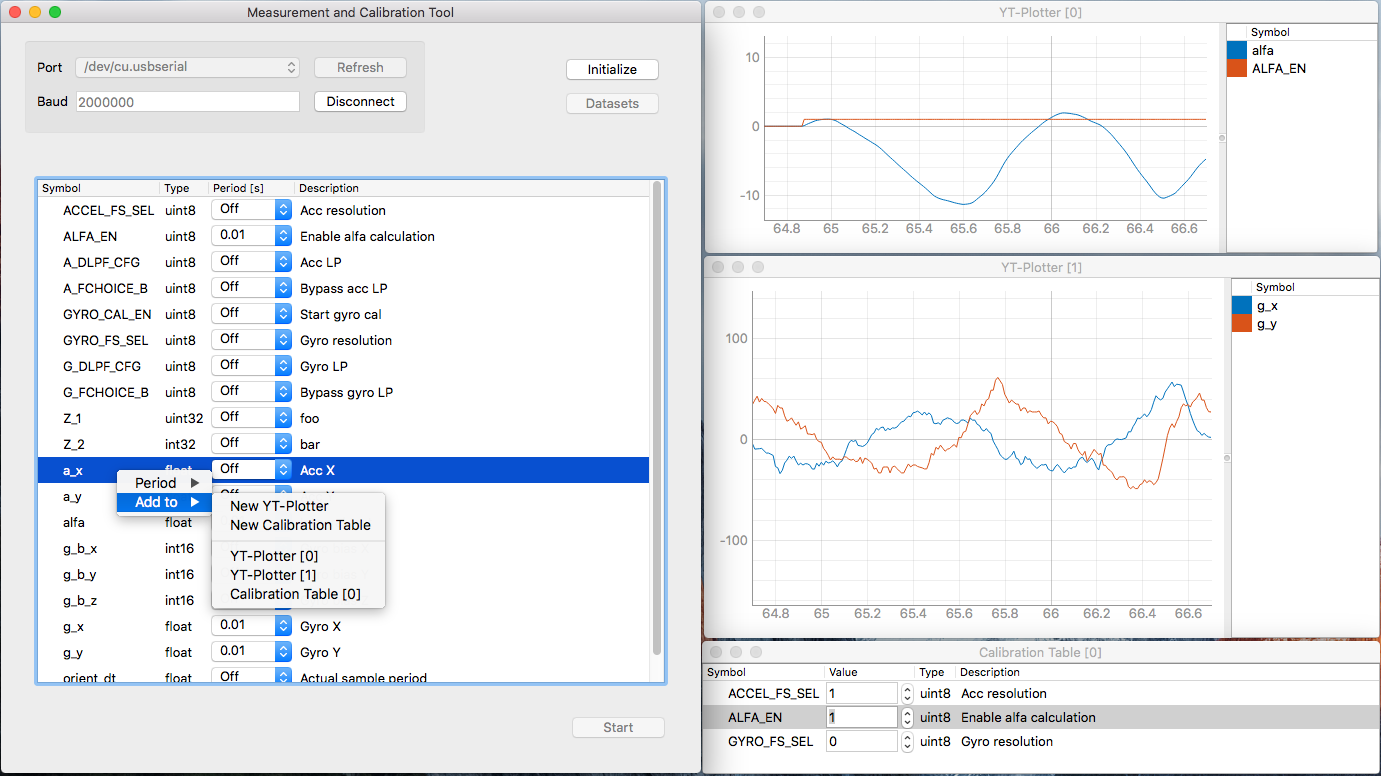 Measurement and Calibration Tool
Port /dev/cu.usbserial Refresh Initialize
Baud 2000000 Disconnect Datasets
Symbol Type Period [s] Description
ACCEL_FS_SEL uint8 Off Acc resolution
ALFA_EN uint8 0.01 Enable alfa calculation
A_DLPF_CFG uint8 Off Acc LP
A_FCHOICE_B uint8 Off Bypass acc LP
GYRO_CAL_EN uint8 Off Start gyro cal
GYRO_FS_SEL uint8 Off Gyro resolution
G_DLPF_CFG uint8 Off Gyro LP
G_FCHOICE_B uint8 Off Bypass gyro LP
Z_1 uint32 Off foo
Z_2 int32 Off bar
a_x float Off Acc X
a_y
alfa float
g_b_x int16
g_b_y int16
g_b_z int16
g_x float 0.01 Gyro X
g_y float 0.01 Gyro Y
orient_dt float Off Actual sample period
Period
Add to
New YT-Plotter
New Calibration Table
YT-Plotter [0]
YT-Plotter [1]
Calibration Table [0]
Start
YT-Plotter [0]
10
0
-10
64.8 65 65.2 65.4 65.6 65.8 66 66.2 66.4 66.6
Symbol
alfa
ALFA_EN
YT-Plotter [1]
100
0
-100
64.8 65 65.2 65.4 65.6 65.8 66 66.2 66.4 66.6
Symbol
g_x
g_y
Calibration Table [0]
Symbol Value Type Description
ACCEL_FS_SEL 1 uint8 Acc resolution
ALFA_EN 1 uint8 Enable alfa calculation
GYRO_FS_SEL 0 uint8 Gyro resolution